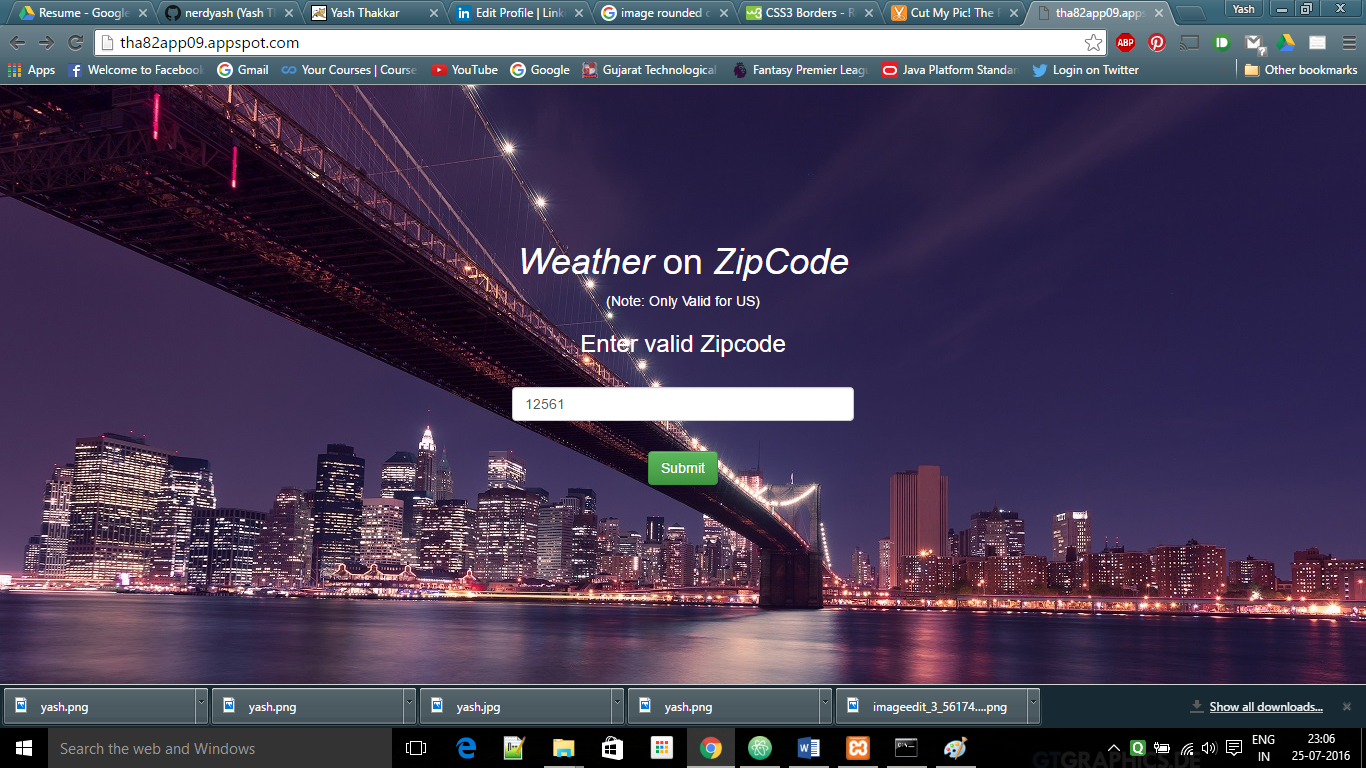 Resume - Google
nerdyash (Yash T
Yash Thakkar
Edit Profile | Link
image rounded c
CSS3 Borders - R
Cut My Pic! The F
tha82app09.apps
Yash
tha82app09.appspot.com
ABP
Apps
Welcome to Facebook
Gmail
Your Courses | Course
YouTube
Google
Gujarat Technological
Fantasy Premier Leag
Java Platform Standar
Login on Twitter
Other bookmarks
Weather on ZipCode
(Note: Only Valid for US)
Enter valid Zipcode
12561
Submit
yash.png
yash.png
yash.jpg
yash.png
imageedit_3_56174....png
Show all downloads...
Search the web and Windows
ENG
IN
23:06
25-07-2016
GTGRAPHICS.DE